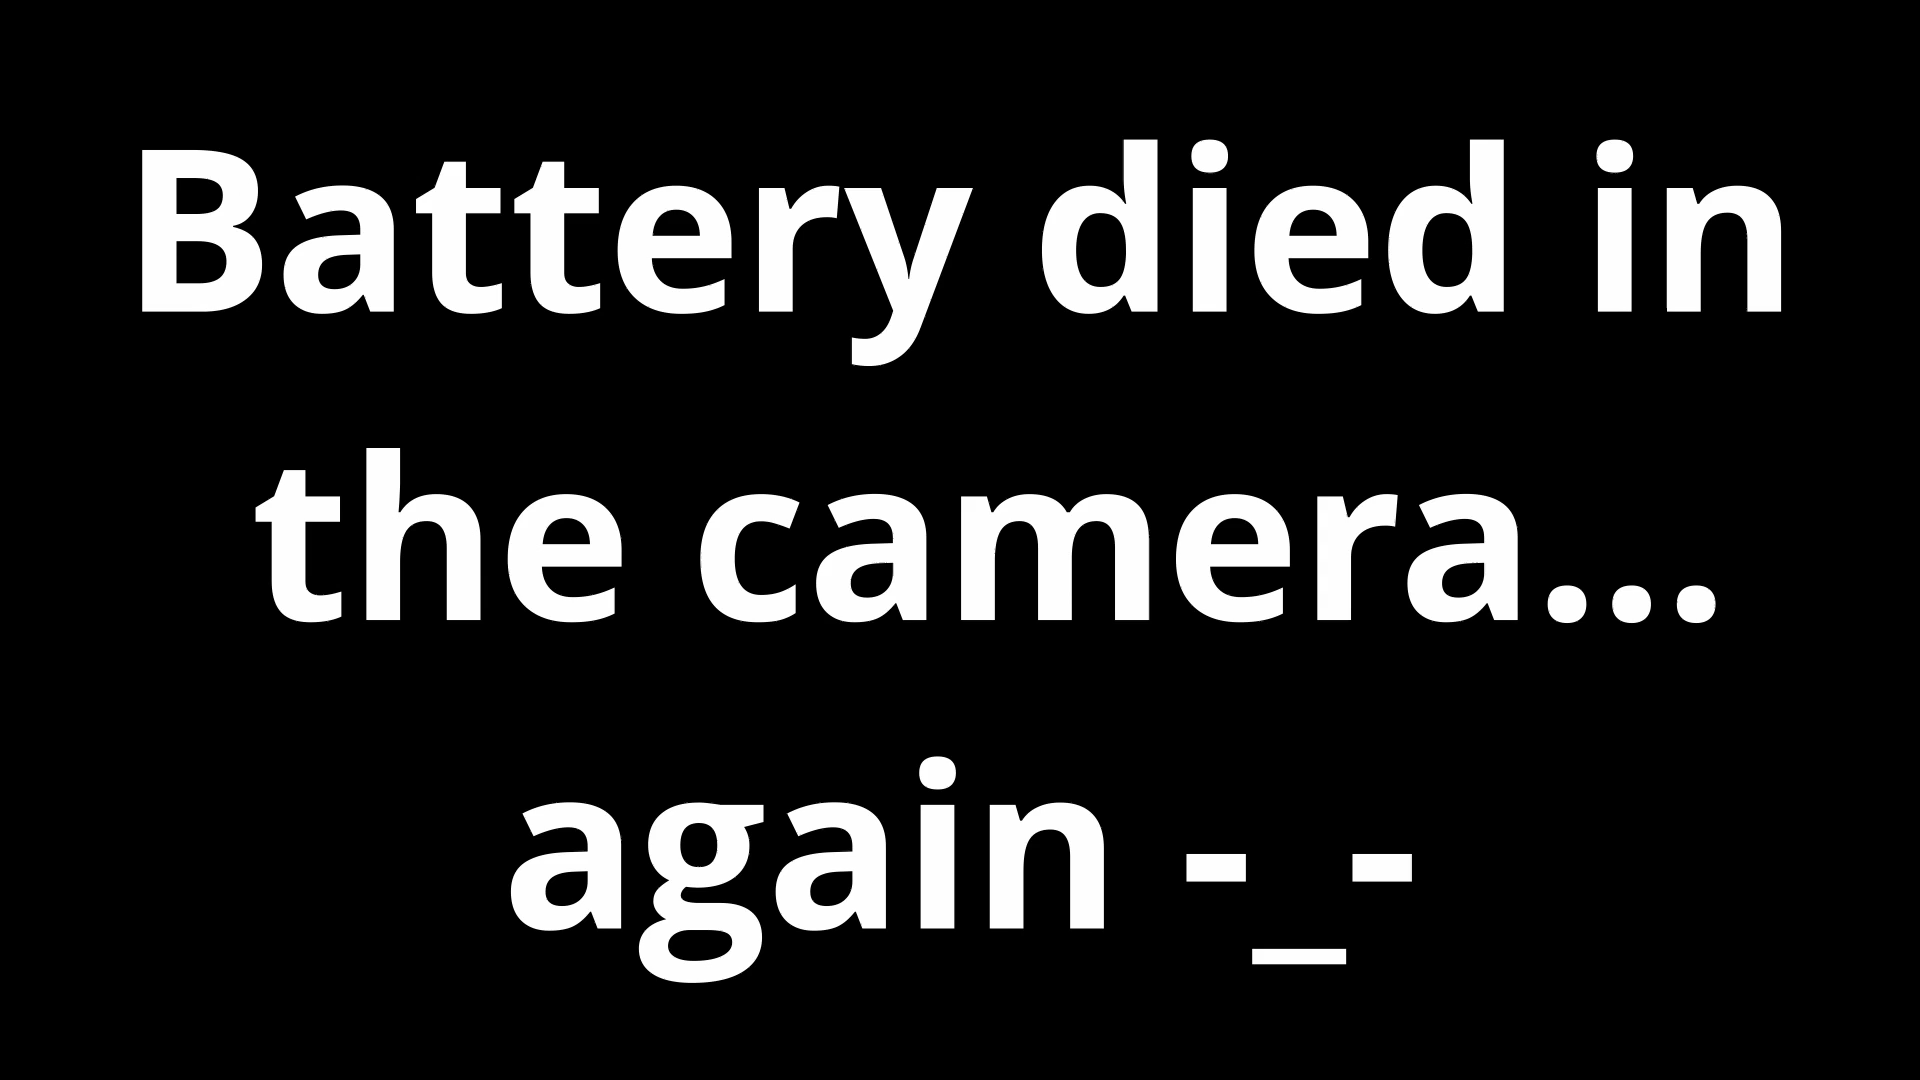 Battery died in
the camera...
again -_-